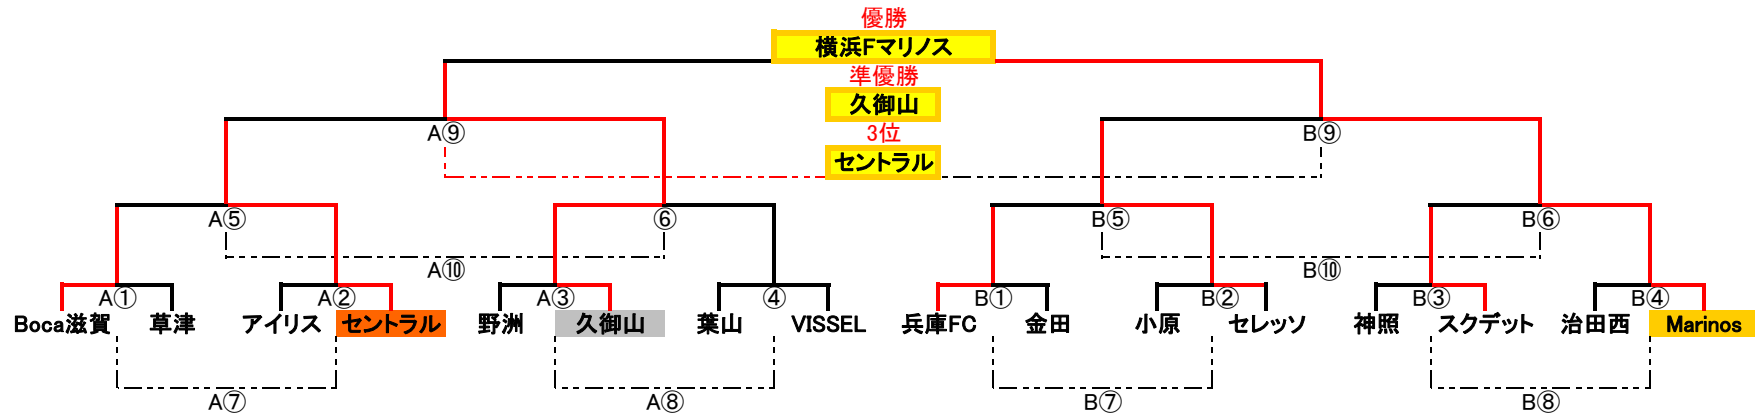 優勝
横浜Fマリノス
準優勝
久御山
3位
セントラル
A⑨
B⑨
A⑤
⑥
B⑤
B⑥
A⑩
B⑩
A①
A②
A③
④
B①
B②
B③
B④
Boca滋賀
草津
アイリス
セントラル
野洲
久御山
葉山
VISSEL
兵庫FC
金田
小原
セレッソ
神照
スクデット
治田西
Marinos
A⑦
A⑧
B⑦
B⑧